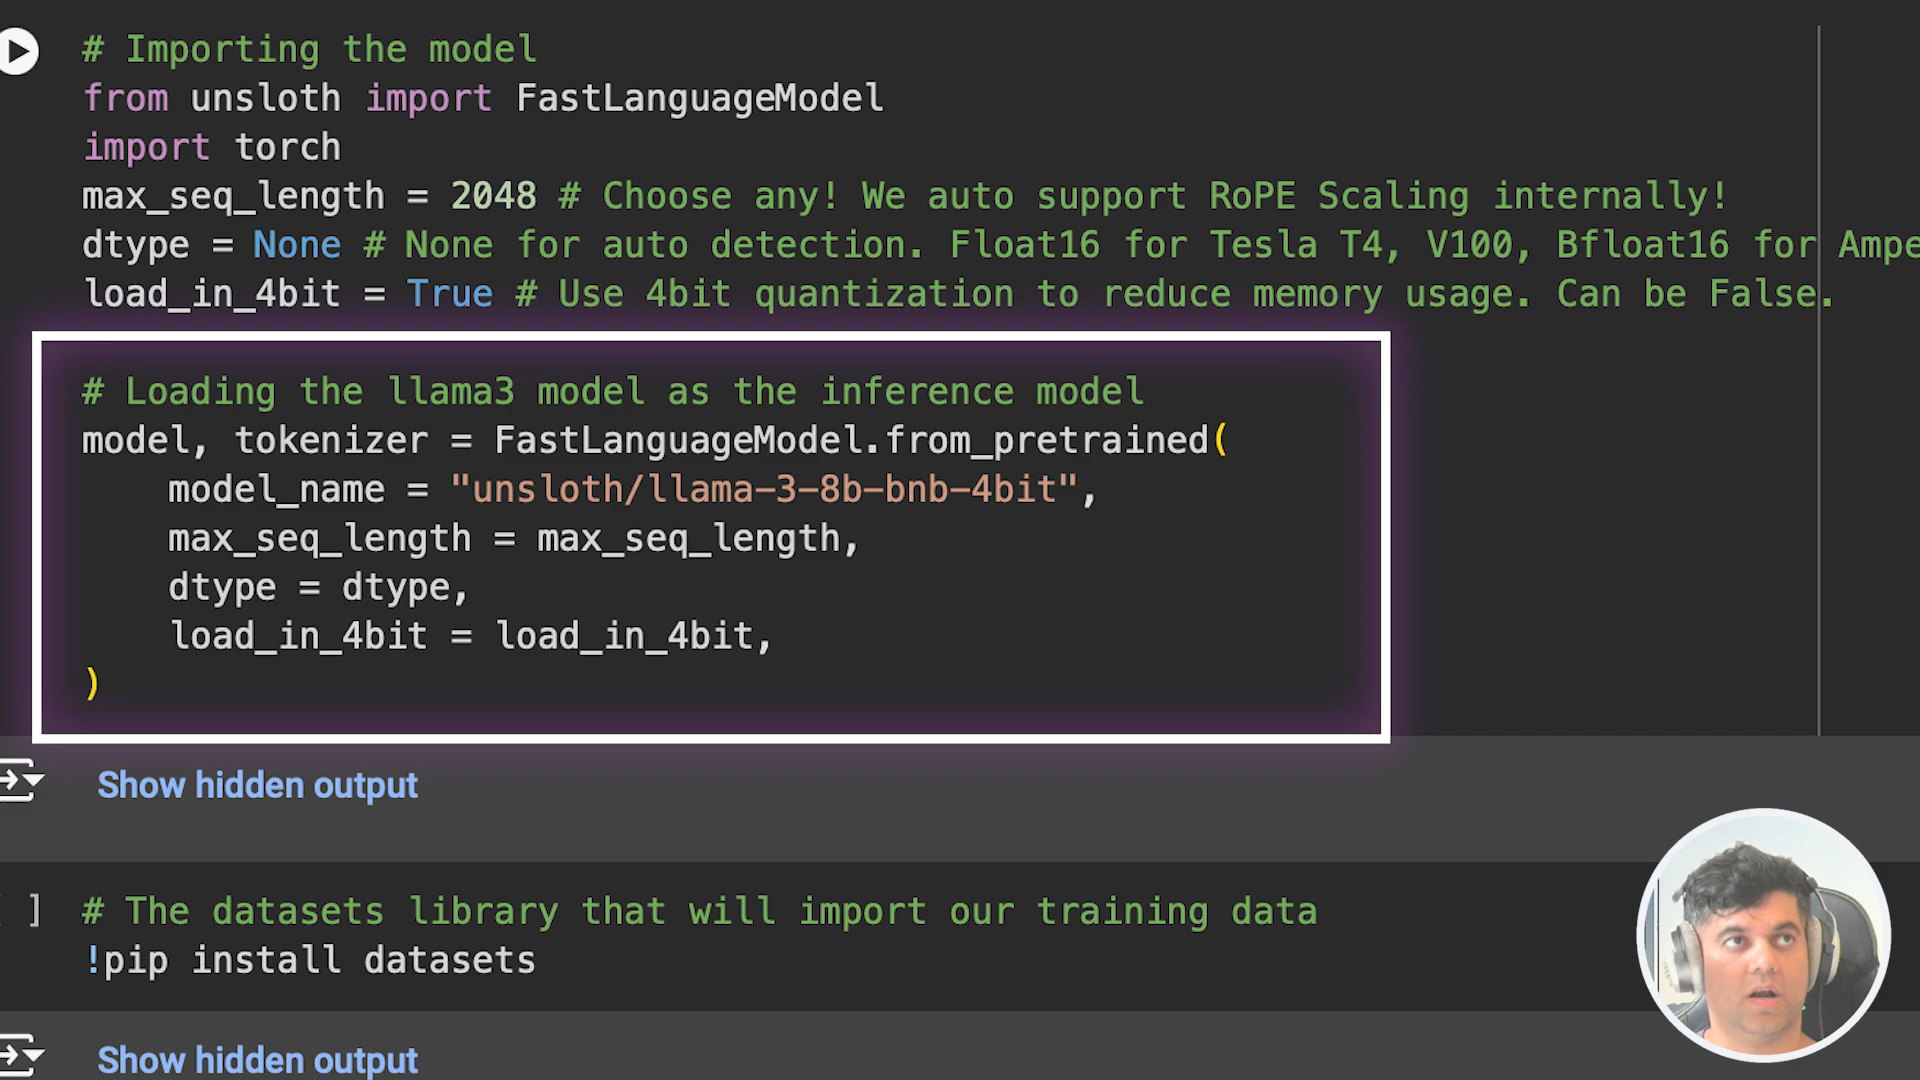 # Importing the model
from unsloth import FastLanguageModel
import torch
max_seq_length = 2048 # Choose any! We auto support RoPE Scaling internally!
dtype = None # None for auto detection. Float16 for Tesla T4, V100, Bfloat16 for Ampe
load_in_4bit = True # Use 4bit quantization to reduce memory usage. Can be False.
# Loading the llama3 model as the inference model
model, tokenizer = FastLanguageModel.from_pretrained(
    model_name = "unsloth/llama-3-8b-bnb-4bit",
    max_seq_length = max_seq_length,
    dtype = dtype,
    load_in_4bit = load_in_4bit,
)
Show hidden output
[ ] # The datasets library that will import our training data
!pip install datasets
Show hidden output